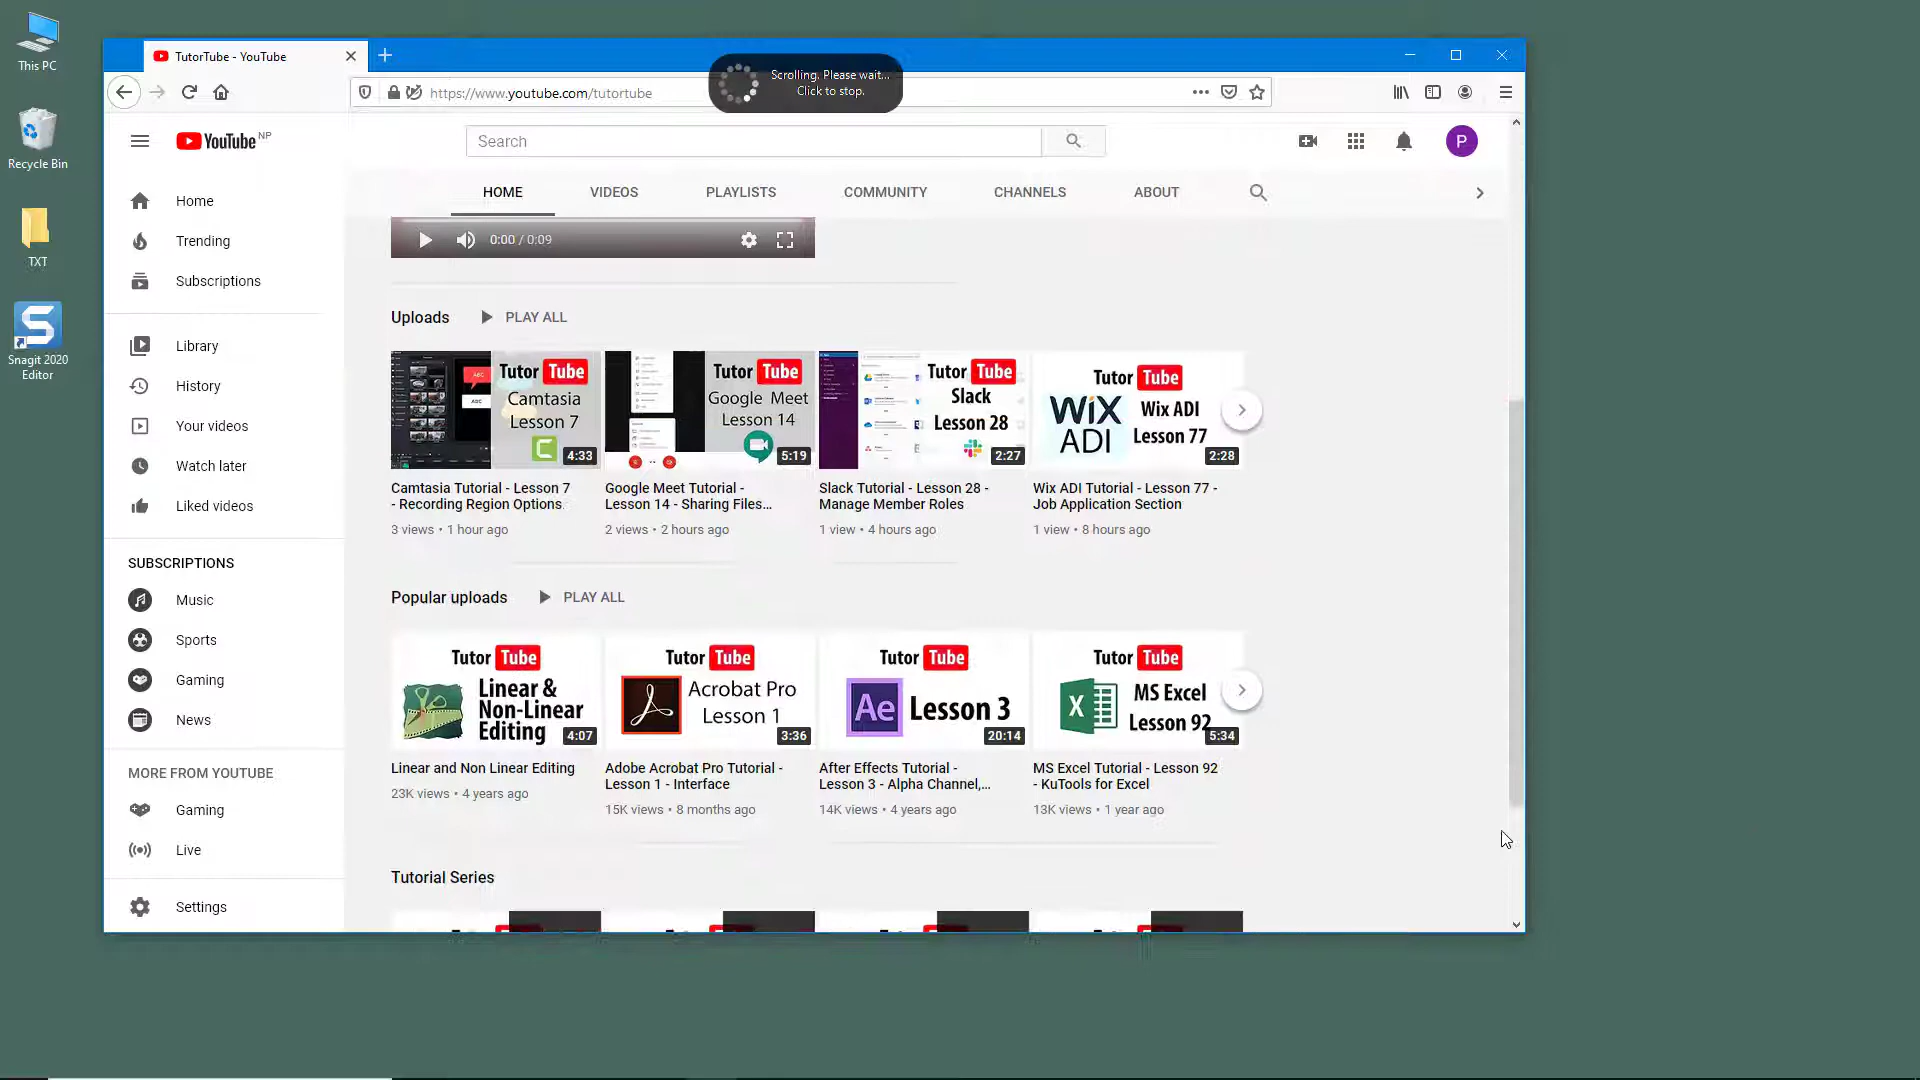 This PC
Recycle Bin
TXT
Snagit 2020
Editor
TutorTube - YouTube
https://www.youtube.com/tutortube
Scrolling. Please wait...
Click to stop.
YouTube NP
Search
P
HOME
VIDEOS
PLAYLISTS
COMMUNITY
CHANNELS
ABOUT
Home
Trending
Subscriptions
Library
History
Your videos
Watch later
Liked videos
SUBSCRIPTIONS
Music
Sports
Gaming
News
MORE FROM YOUTUBE
Gaming
Live
Settings
0:00 / 0:09
Uploads
PLAY ALL
ABC
ABC
Tutor Tube
Camtasia
Lesson 7
4:33
Tutor Tube
Google Meet
Lesson 14
5:19
Tutor Tube
Slack
Lesson 28
2:27
Tutor Tube
WiX
ADI
Wix ADI
Lesson 77
2:28
Camtasia Tutorial - Lesson 7
- Recording Region Options
3 views • 1 hour ago
Google Meet Tutorial -
Lesson 14 - Sharing Files...
2 views • 2 hours ago
Slack Tutorial - Lesson 28 -
Manage Member Roles
1 view • 4 hours ago
Wix ADI Tutorial - Lesson 77 -
Job Application Section
1 view • 8 hours ago
Popular uploads
PLAY ALL
Tutor Tube
Linear &
Non-Linear
Editing
4:07
Tutor Tube
Acrobat Pro
Lesson 1
3:36
Tutor Tube
Ae
Lesson 3
20:14
Tutor Tube
X
MS Excel
Lesson 92
5:34
Linear and Non Linear Editing
23K views • 4 years ago
Adobe Acrobat Pro Tutorial -
Lesson 1 - Interface
15K views • 8 months ago
After Effects Tutorial -
Lesson 3 - Alpha Channel,...
14K views • 4 years ago
MS Excel Tutorial - Lesson 92
- KuTools for Excel
13K views • 1 year ago
Tutorial Series